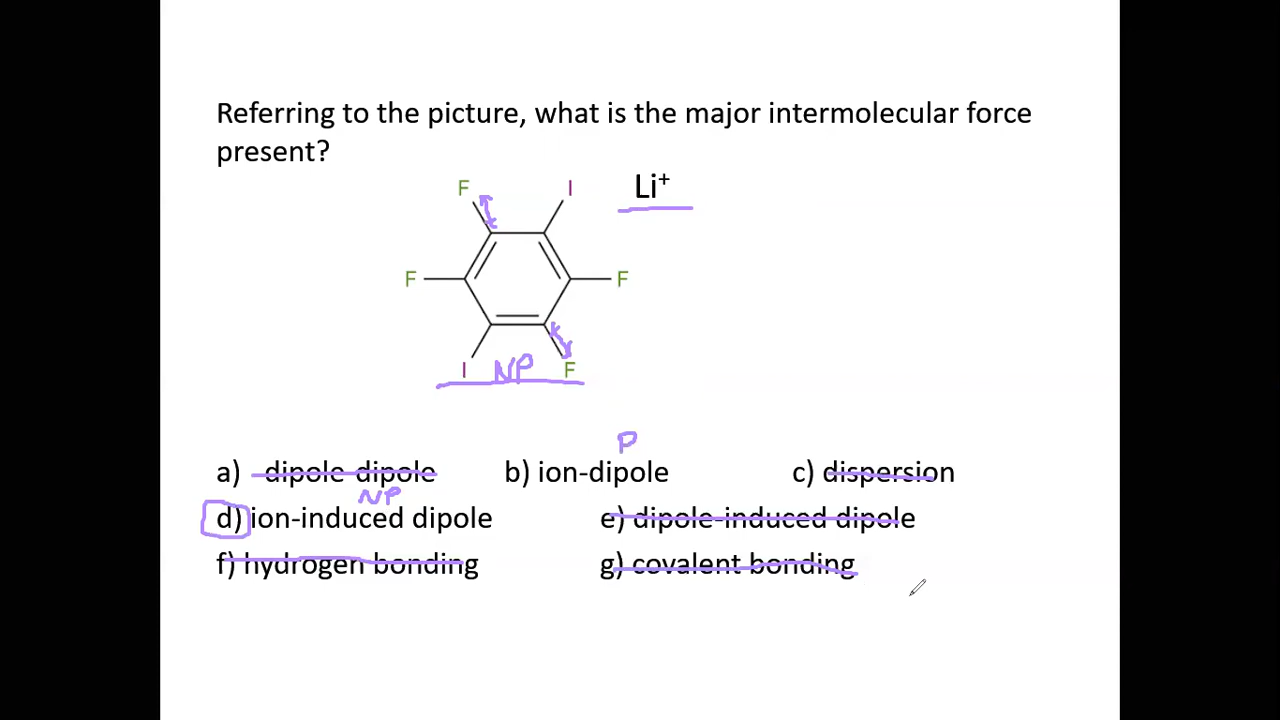 Referring to the picture, what is the major intermolecular force
present?
F I Li⁺
F F
I NP F
P
a) dipole-dipole b) ion-dipole c) dispersion
NP
d) ion-induced dipole e) dipole-induced dipole
f) hydrogen bonding g) covalent bonding